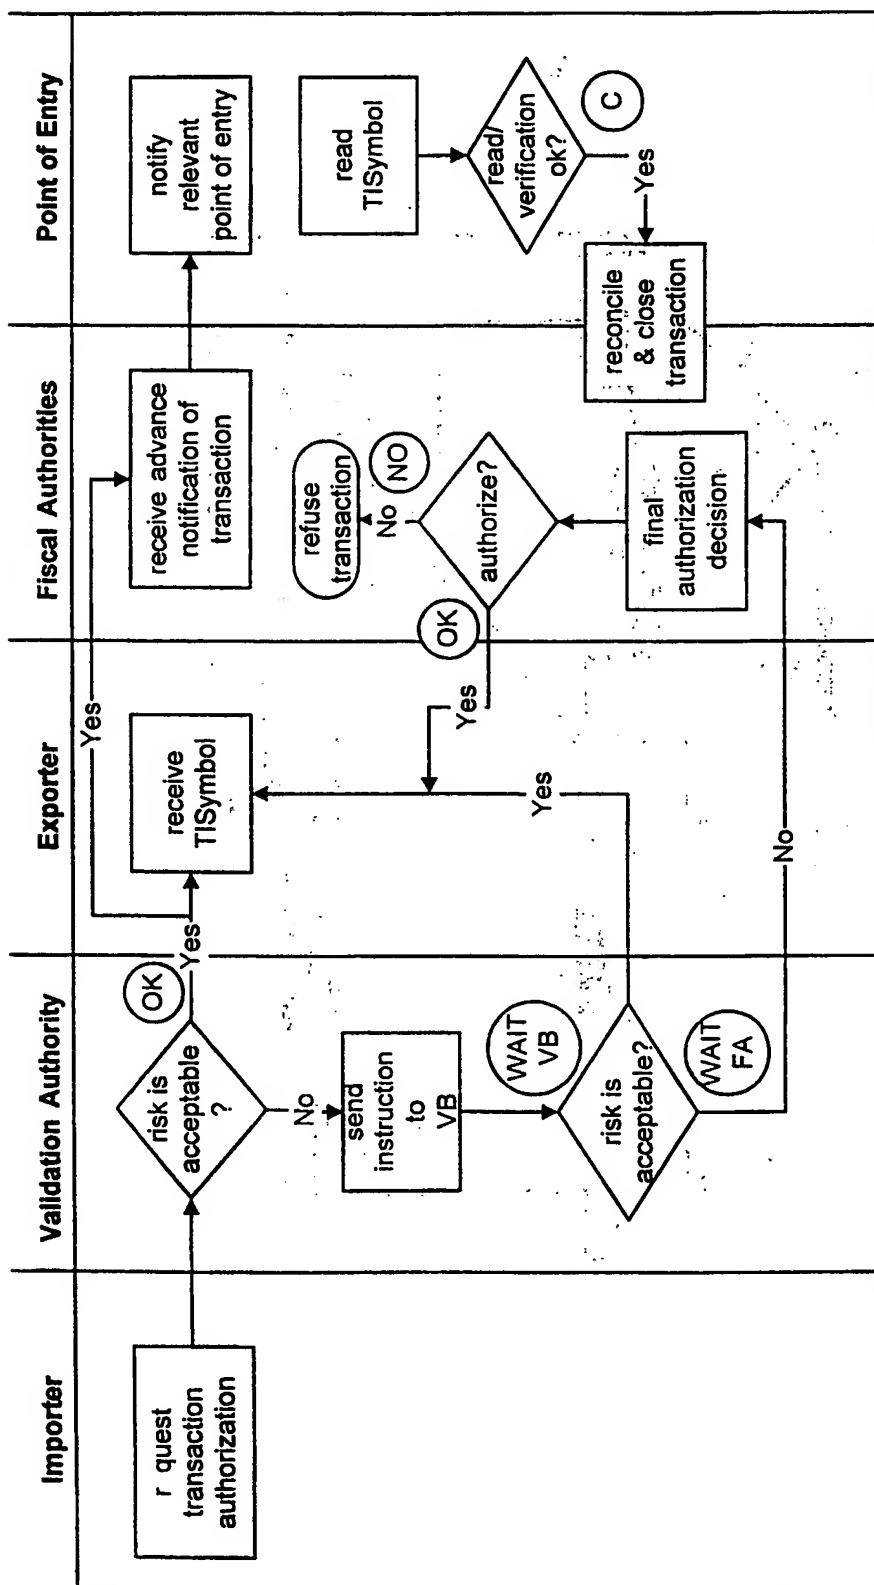 Importer
Validation Authority
Exporter
Fiscal Authorities
Point of Entry
r quest
transaction
authorization
risk is
acceptable
?
OK
Yes
Yes
receive
TISymbol
receive advance
notification of
transaction
notify
relevant
point of entry
No
send
instruction
to
VB
WAIT
VB
risk is
acceptable?
WAIT
FA
Yes
No
Yes
OK
authorize?
No
NO
refuse
transaction
final
authorization
decision
read
TISymbol
read/
verification
ok?
C
Yes
reconcile
& close
transaction